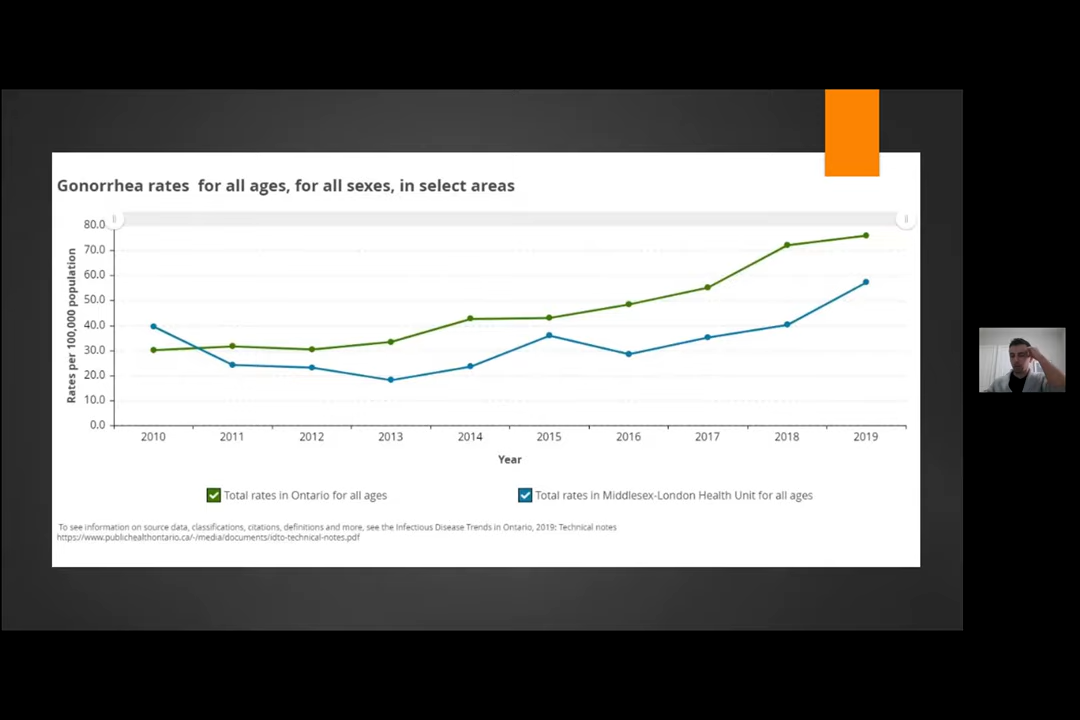 Gonorrhea rates for all ages, for all sexes, in select areas
80.0
70.0
60.0
50.0
40.0
30.0
20.0
10.0
0.0
Rates per 100,000 population
2010 2011 2012 2013 2014 2015 2016 2017 2018 2019
Year
Total rates in Ontario for all ages Total rates in Middlesex-London Health Unit for all ages
To see information on source data, classifications, citations, definitions and more, see the Infectious Disease Trends in Ontario, 2019: Technical notes
https://www.publichealthontario.ca/-/media/documents/idto-technical-notes.pdf